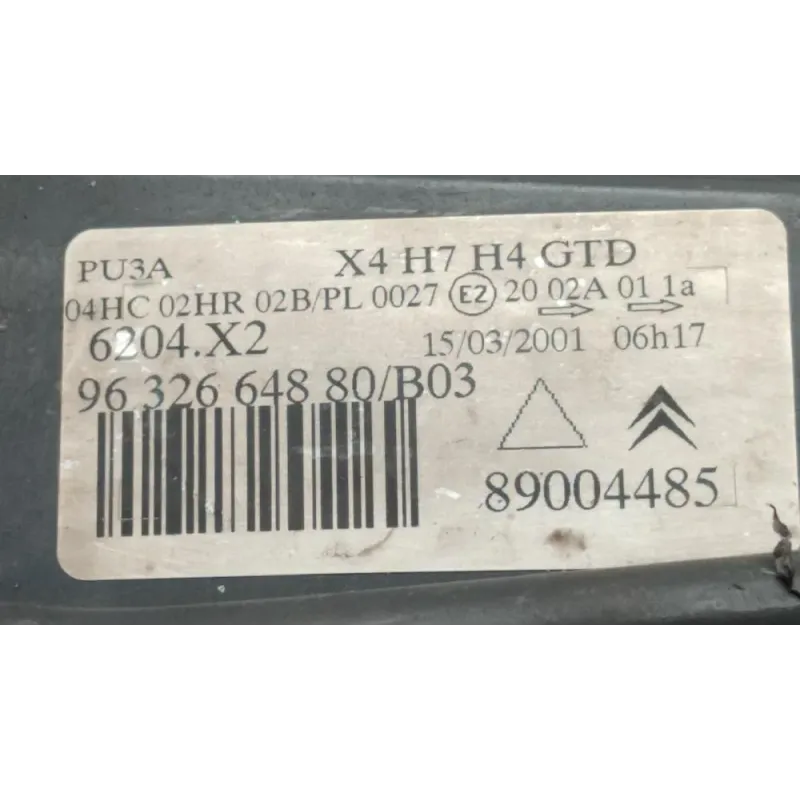 PU3A X4 H7 H4 GTD
04HC 02HR 02B/PL 0027 E2 20 02A 01 1a
6204.X2 15/03/2001 06h17
96 326 648 80/B03
89004485